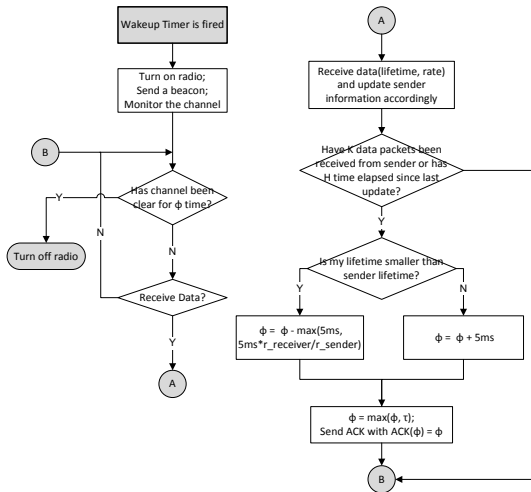 Wakeup Timer is fired
Turn on radio;
Send a beacon;
Monitor the channel
B
Has channel been
clear for ϕ time?
Y
N
N
Turn off radio
Receive Data?
Y
A
A
Receive data(lifetime, rate)
and update sender
information accordingly
Have K data packets been
received from sender or has
H time elapsed since last
update?
Y
Is my lifetime smaller than
sender lifetime?
Y
N
ϕ = ϕ - max(5ms,
5ms*r_receiver/r_sender)
ϕ = ϕ + 5ms
ϕ = max(ϕ, τ);
Send ACK with ACK(ϕ) = ϕ
B